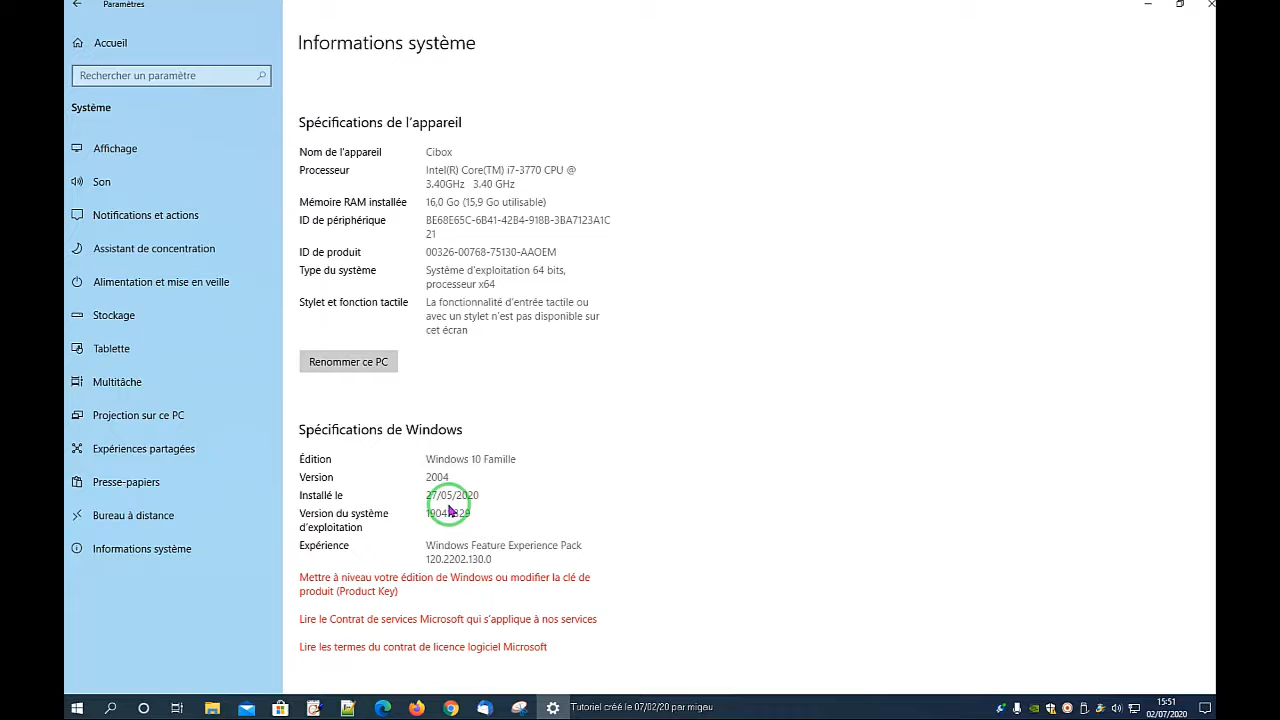 Paramètres
Accueil
Rechercher un paramètre
Système
Affichage
Son
Notifications et actions
Assistant de concentration
Alimentation et mise en veille
Stockage
Tablette
Multitâche
Projection sur ce PC
Expériences partagées
Presse-papiers
Bureau à distance
Informations système
Informations système
Spécifications de l'appareil
Nom de l'appareil Cibox
Processeur Intel(R) Core(TM) i7-3770 CPU @
3.40GHz 3.40 GHz
Mémoire RAM installée 16,0 Go (15,9 Go utilisable)
ID de périphérique BE68E65C-6B41-42B4-918B-3BA7123A1C
21
ID de produit 00326-00768-75130-AAOEM
Type du système Système d'exploitation 64 bits,
processeur x64
Stylet et fonction tactile La fonctionnalité d'entrée tactile ou
avec un stylet n'est pas disponible sur
cet écran
Renommer ce PC
Spécifications de Windows
Édition Windows 10 Famille
Version 2004
Installé le 27/05/2020
Version du système
d'exploitation
Expérience Windows Feature Experience Pack
120.2202.130.0
Mettre à niveau votre édition de Windows ou modifier la clé de
produit (Product Key)
Lire le Contrat de services Microsoft qui s'applique à nos services
Lire les termes du contrat de licence logiciel Microsoft
Tutoriel créé le 07/02/20 par migau
15:51
02/07/2020